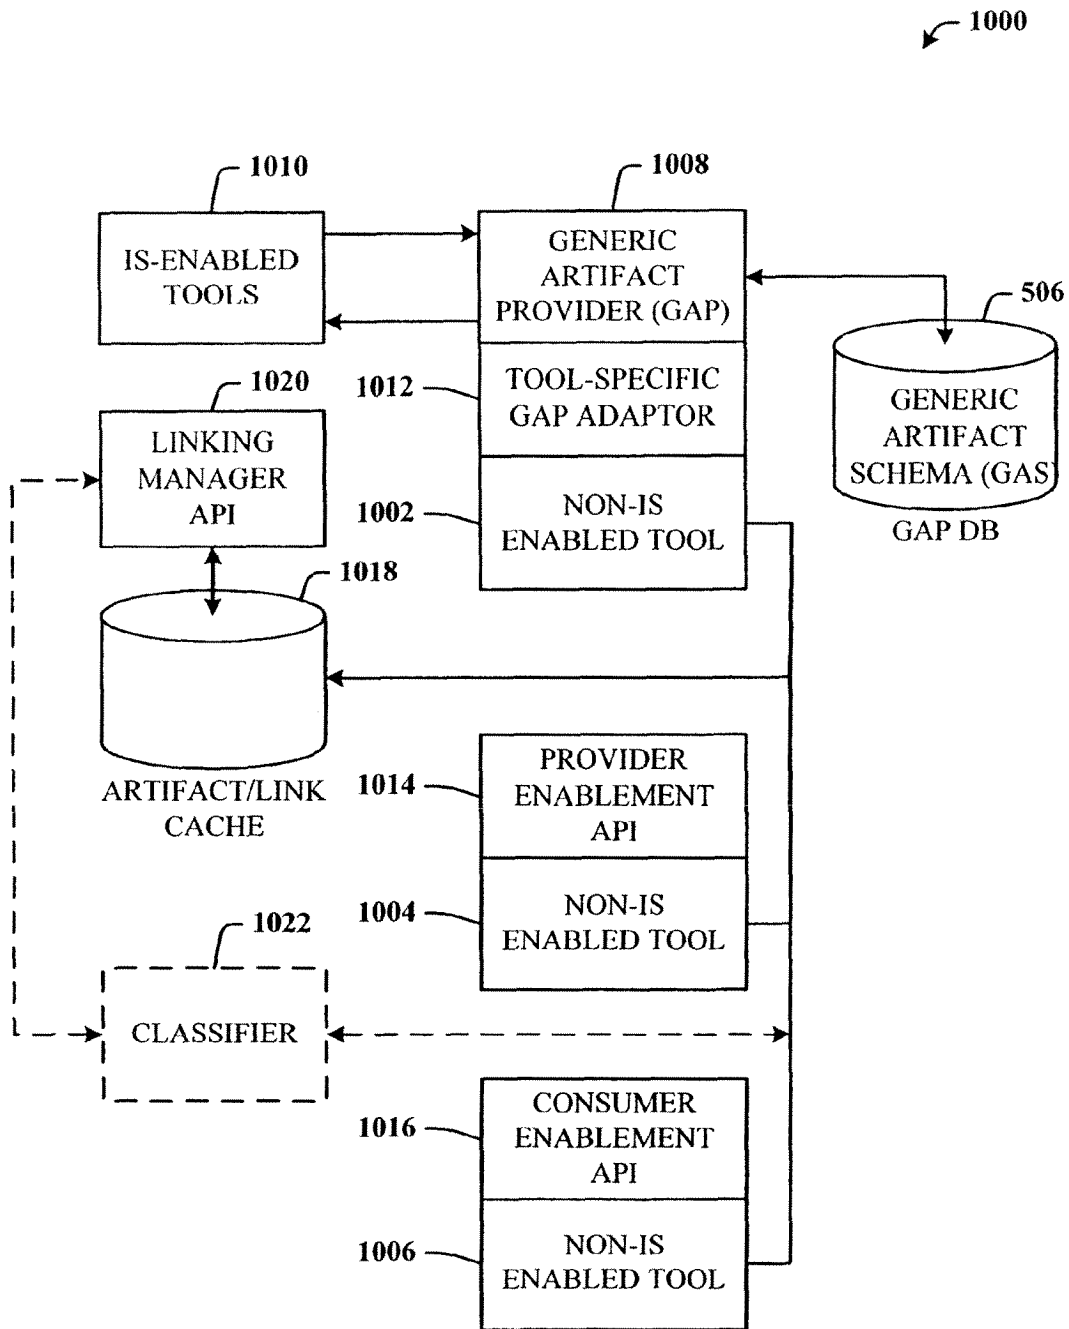 1000
1010
IS-ENABLED
TOOLS
1008
GENERIC
ARTIFACT
PROVIDER (GAP)
506
GENERIC
ARTIFACT
SCHEMA (GAS)
GAP DB
1012
TOOL-SPECIFIC
GAP ADAPTOR
1020
LINKING
MANAGER
API
1002
NON-IS
ENABLED TOOL
1018
ARTIFACT/LINK
CACHE
1014
PROVIDER
ENABLEMENT
API
1004
NON-IS
ENABLED TOOL
1022
CLASSIFIER
1016
CONSUMER
ENABLEMENT
API
1006
NON-IS
ENABLED TOOL